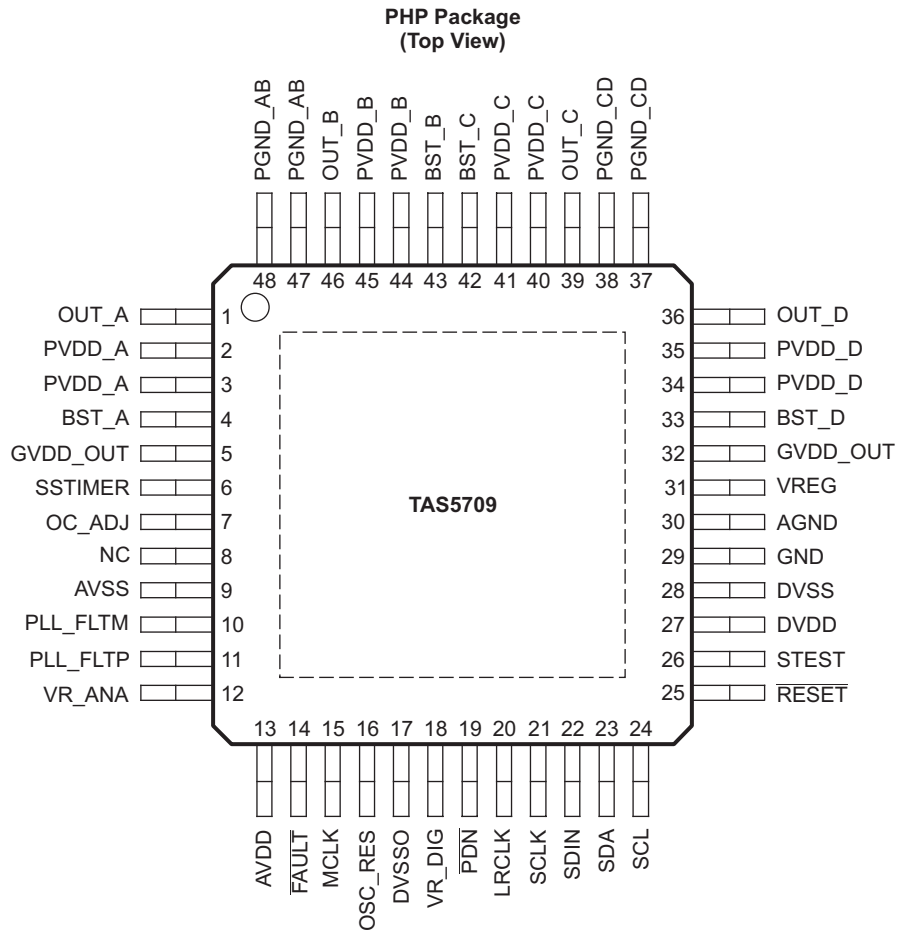 PHP Package
(Top View)
PGND_AB
PGND_AB
OUT_B
PVDD_B
PVDD_B
BST_B
BST_C
PVDD_C
PVDD_C
OUT_C
PGND_CD
PGND_CD
48 47 46 45 44 43 42 41 40 39 38 37
OUT_A 1 36 OUT_D
PVDD_A 2 35 PVDD_D
PVDD_A 3 34 PVDD_D
BST_A 4 33 BST_D
GVDD_OUT 5 32 GVDD_OUT
SSTIMER 6 31 VREG
OC_ADJ 7 TAS5709 30 AGND
NC 8 29 GND
AVSS 9 28 DVSS
PLL_FLTM 10 27 DVDD
PLL_FLTP 11 26 STEST
VR_ANA 12 25 RESET
13 14 15 16 17 18 19 20 21 22 23 24
AVDD
FAULT
MCLK
OSC_RES
DVSSO
VR_DIG
PDN
LRCLK
SCLK
SDIN
SDA
SCL